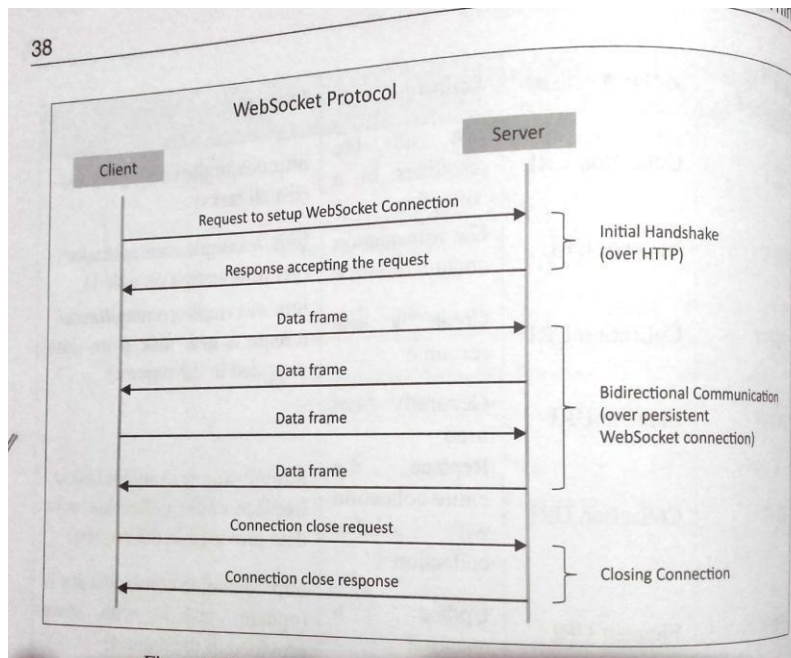 38
WebSocket Protocol
Client
Server
Request to setup WebSocket Connection
Response accepting the request
Initial Handshake
(over HTTP)
Data frame
Data frame
Data frame
Data frame
Bidirectional Communication
(over persistent
WebSocket connection)
Connection close request
Connection close response
Closing Connection